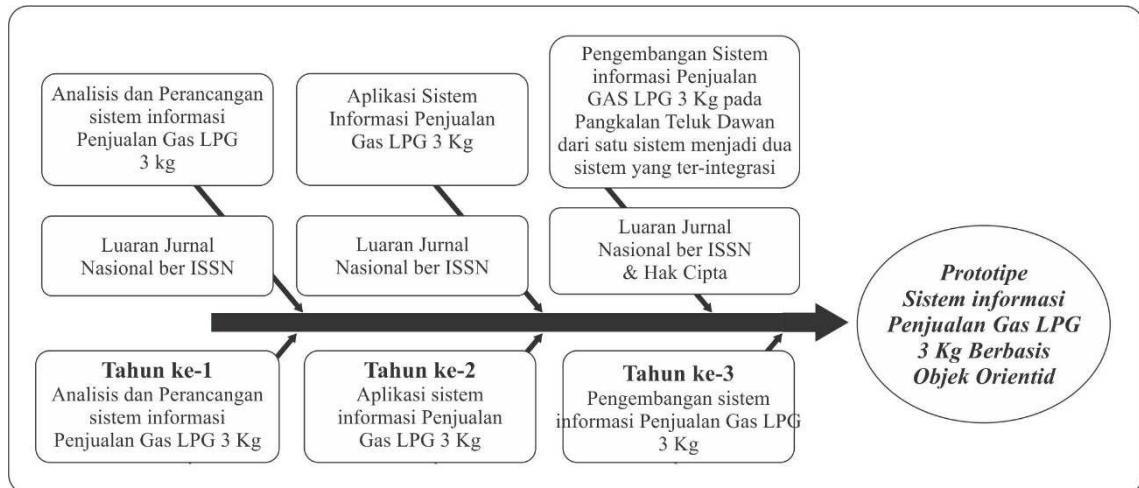 Analisis dan Perancangan
sistem informasi
Penjualan Gas LPG
3 kg
Aplikasi Sistem
Informasi Penjualan
Gas LPG 3 Kg
Pengembangan Sistem
informasi Penjualan
GAS LPG 3 Kg pada
Pangkalan Teluk Dawan
dari satu sistem menjadi dua
sistem yang ter-integrasi
Luaran Jurnal
Nasional ber ISSN
Luaran Jurnal
Nasional ber ISSN
Luaran Jurnal
Nasional ber ISSN
& Hak Cipta
Prototipe
Sistem informasi
Penjualan Gas LPG
3 Kg Berbasis
Objek Orientid
Tahun ke-1
Analisis dan Perancangan
sistem informasi
Penjualan Gas LPG 3 Kg
Tahun ke-2
Aplikasi sistem
informasi Penjualan
Gas LPG 3 Kg
Tahun ke-3
Pengembangan sistem
informasi Penjualan Gas LPG
3 Kg